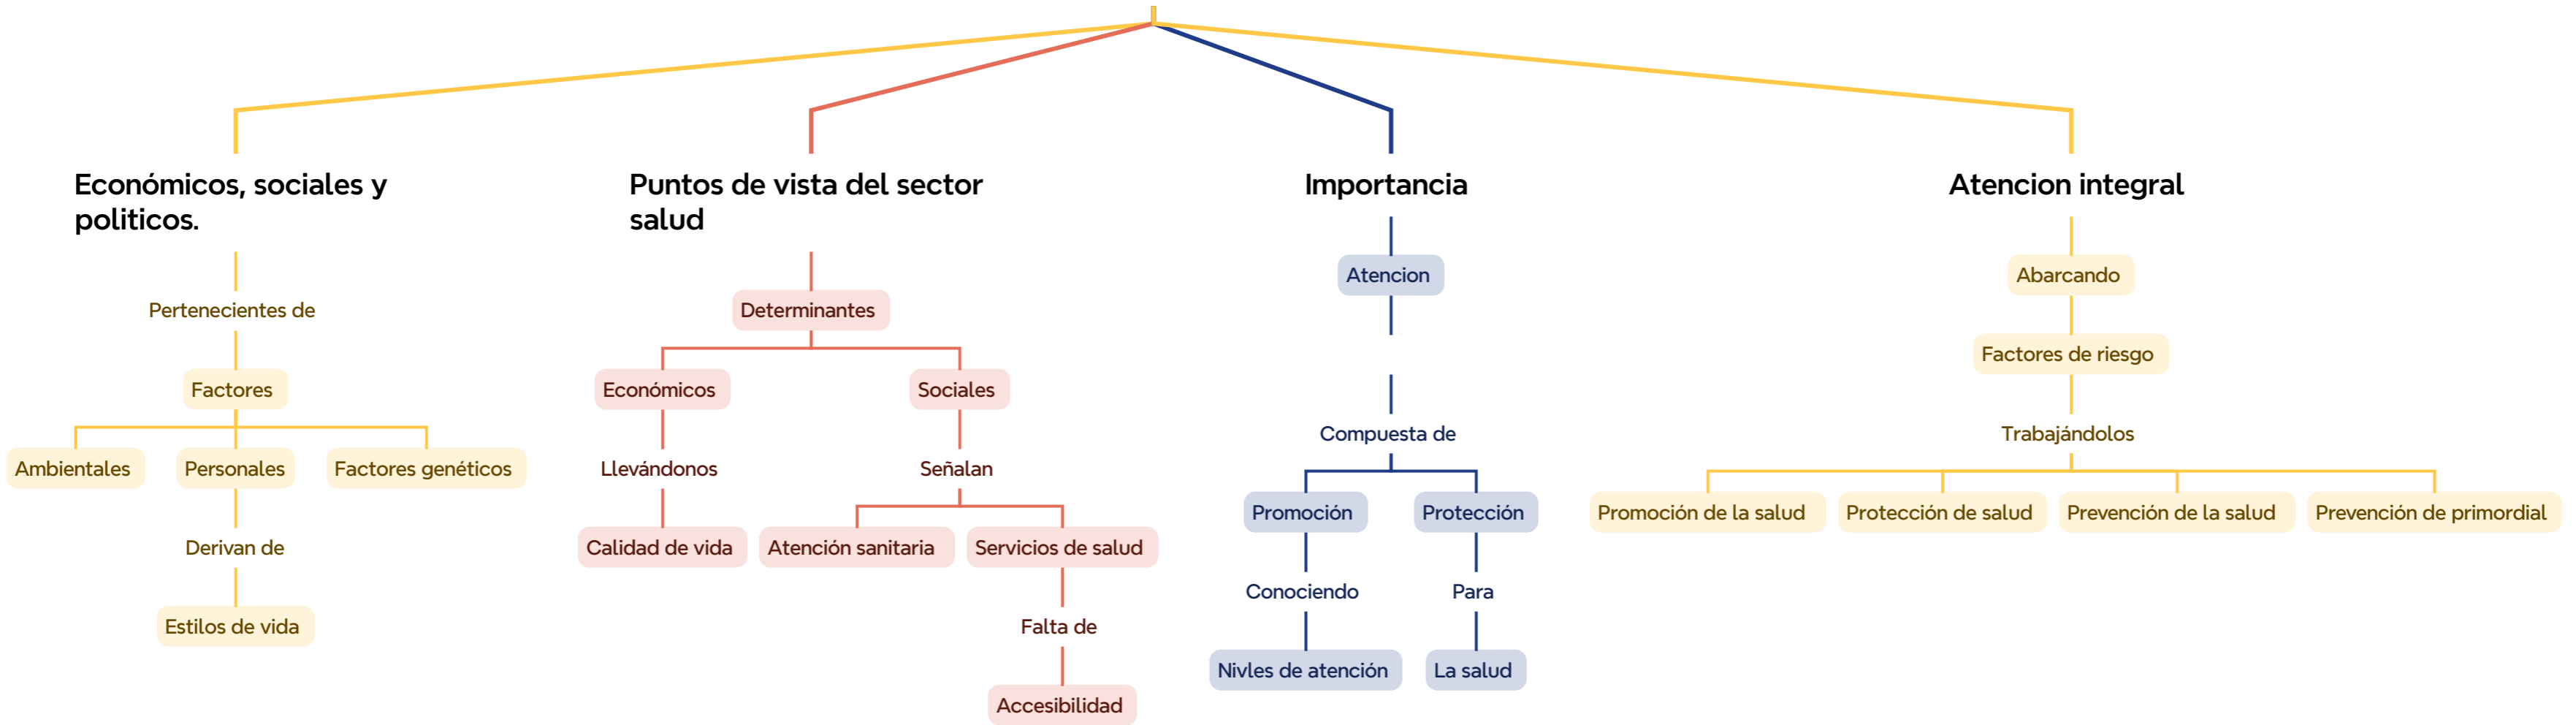 Económicos, sociales y
politicos.
Pertenecientes de
Factores
Ambientales
Personales
Factores genéticos
Derivan de
Estilos de vida
Puntos de vista del sector
salud
Determinantes
Económicos
Sociales
Llevándonos
Señalan
Calidad de vida
Atención sanitaria
Servicios de salud
Falta de
Accesibilidad
Importancia
Atencion
Compuesta de
Promoción
Protección
Conociendo
Para
Nivles de atención
La salud
Atencion integral
Abarcando
Factores de riesgo
Trabajándolos
Promoción de la salud
Protección de salud
Prevención de la salud
Prevención de primordial